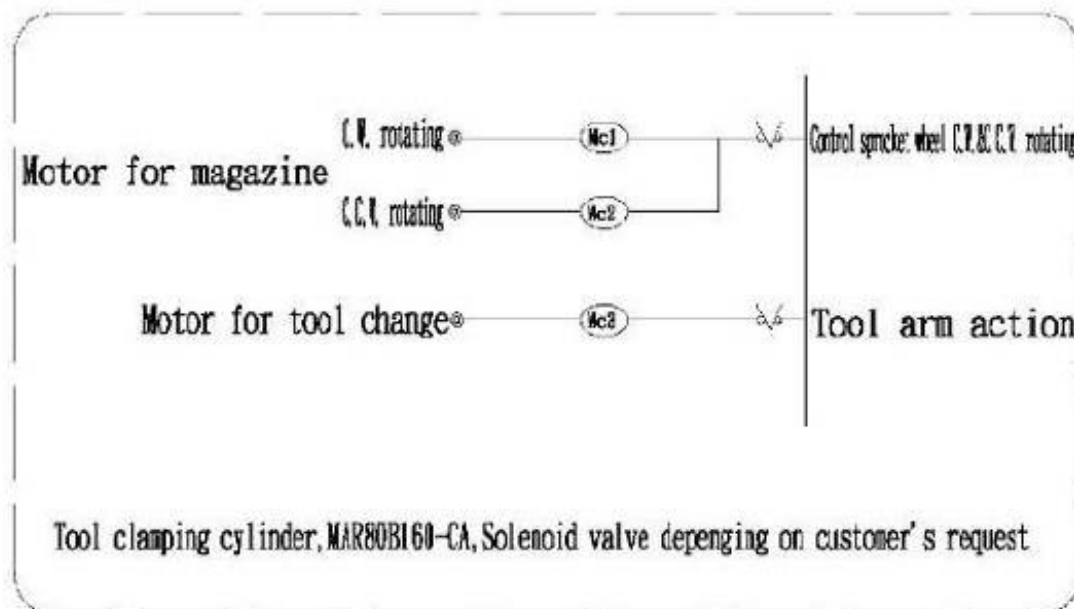 C.W. rotating
Mc1
Control sprocket wheel C.W.&C.C.W. rotating
Motor for magazine
C.C.W. rotating
Mc2
Motor for tool change
Mc3
Tool arm action
Tool clamping cylinder,MAR80B160-CA,Solenoid valve depenging on customer's request